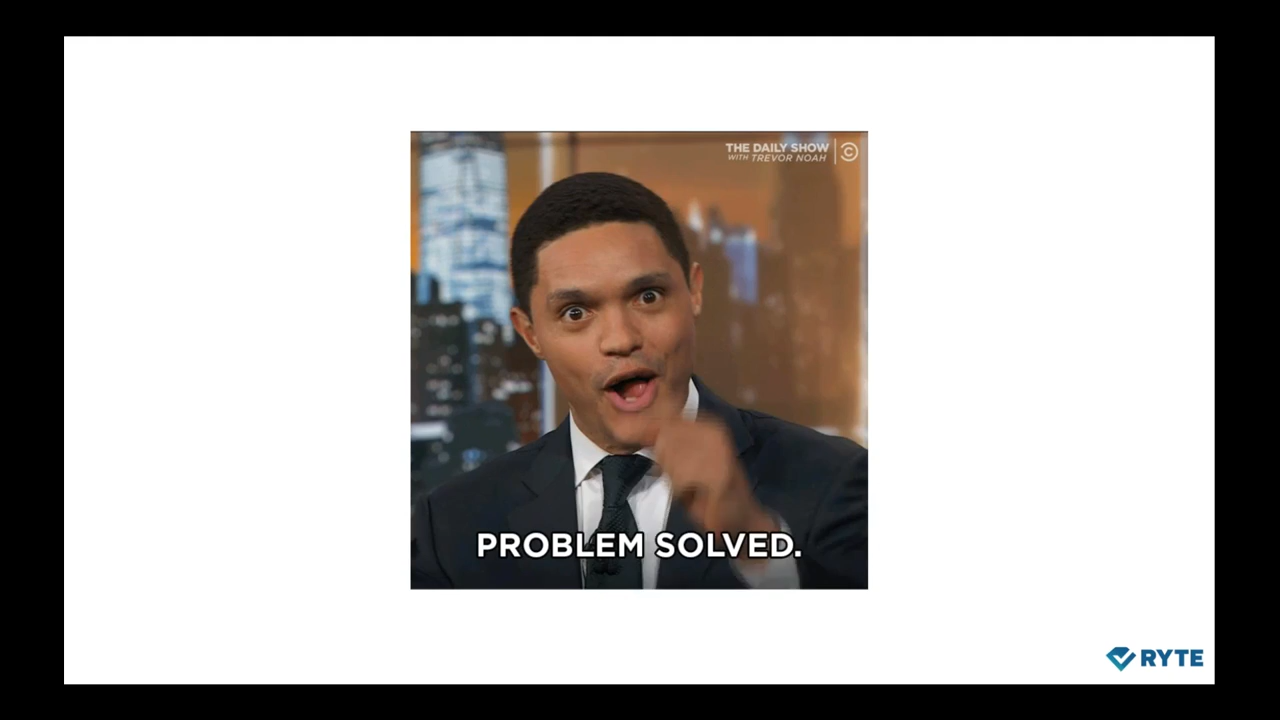 THE DAILY SHOW
WITH TREVOR NOAH
PROBLEM SOLVED.
RYTE